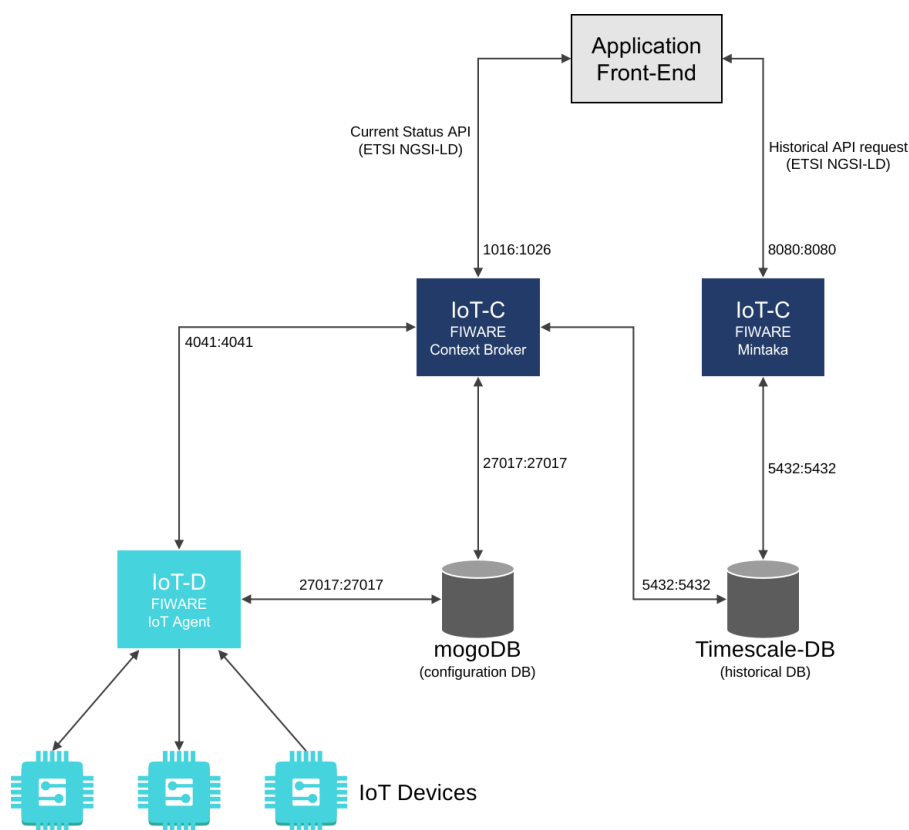 Application
Front-End
Current Status API
(ETSI NGSI-LD)
Historical API request
(ETSI NGSI-LD)
1016:1026
8080:8080
IoT-C
FIWARE
Context Broker
IoT-C
FIWARE
Mintaka
4041:4041
27017:27017
5432:5432
IoT-D
FIWARE
IoT Agent
27017:27017
5432:5432
mogoDB
(configuration DB)
Timescale-DB
(historical DB)
IoT Devices